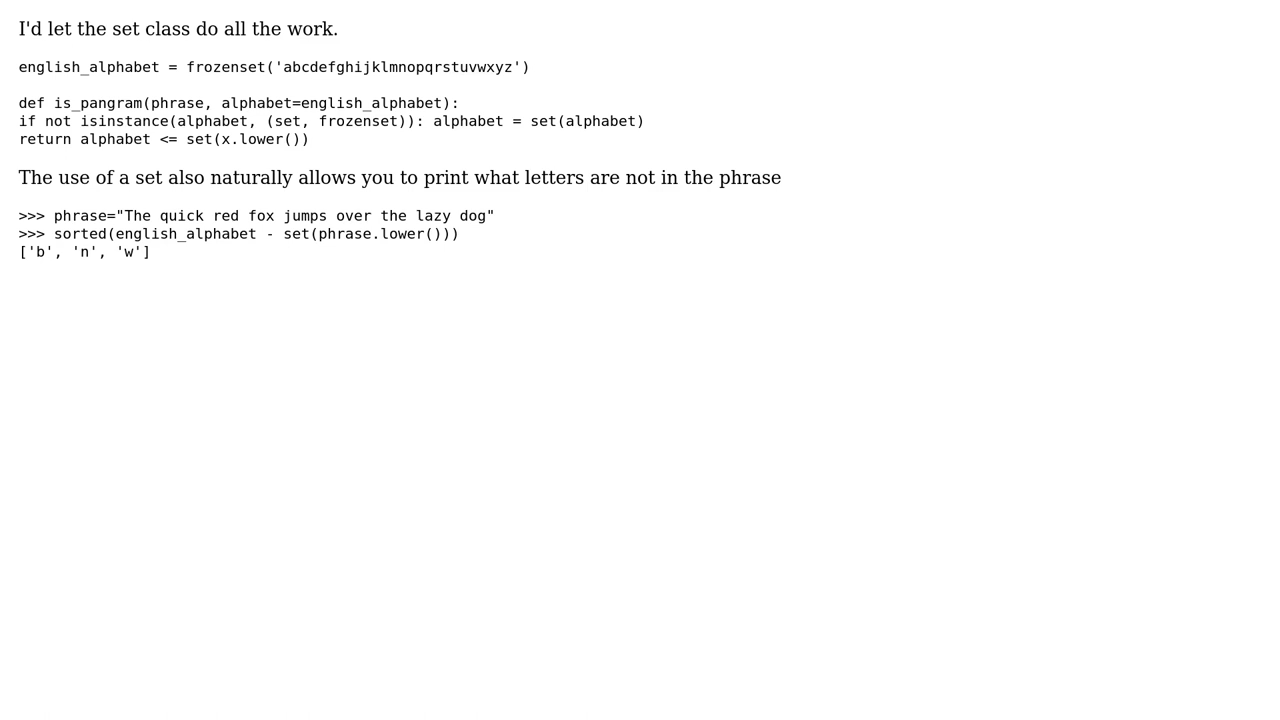 I'd let the set class do all the work.
english_alphabet = frozenset('abcdefghijklmnopqrstuvwxyz')
def is_pangram(phrase, alphabet=english_alphabet):
if not isinstance(alphabet, (set, frozenset)): alphabet = set(alphabet)
return alphabet <= set(x.lower())
The use of a set also naturally allows you to print what letters are not in the phrase
>>> phrase="The quick red fox jumps over the lazy dog"
>>> sorted(english_alphabet - set(phrase.lower()))
['b', 'n', 'w']